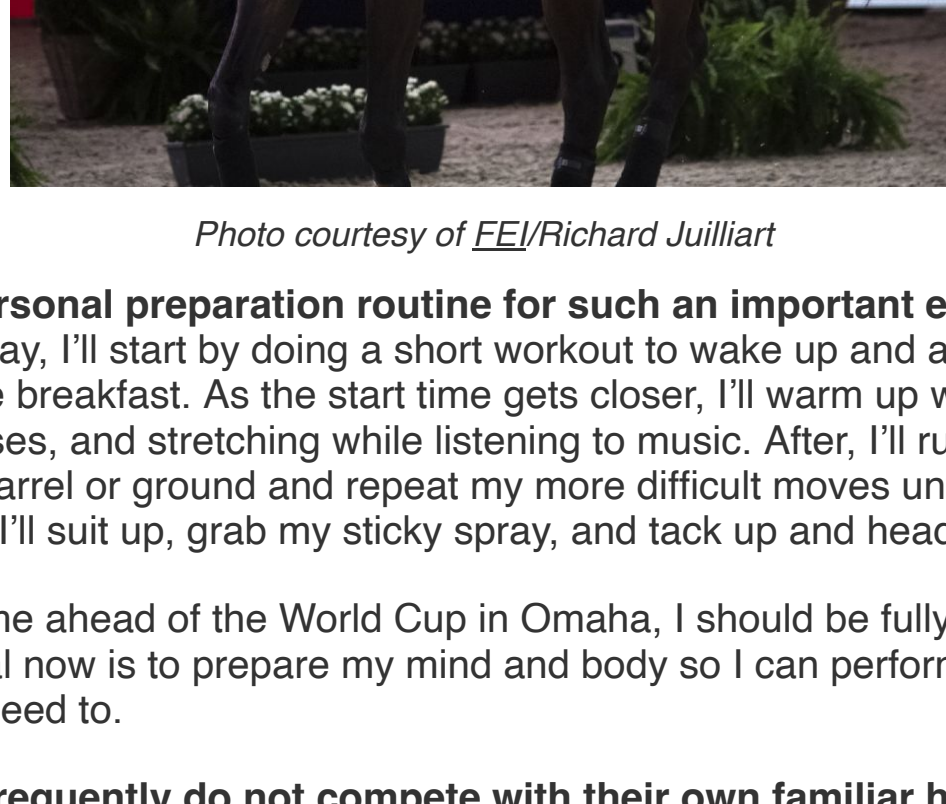 Photo courtesy of FEI/Richard Juilliart
rsonal preparation routine for such an important e
ay, I’ll start by doing a short workout to wake up and a
e breakfast. As the start time gets closer, I’ll warm up w
ses, and stretching while listening to music. After, I’ll ru
arrel or ground and repeat my more difficult moves un
I’ll suit up, grab my sticky spray, and tack up and head
ne ahead of the World Cup in Omaha, I should be fully
al now is to prepare my mind and body so I can perform
eed to.
requently do not compete with their own familiar h